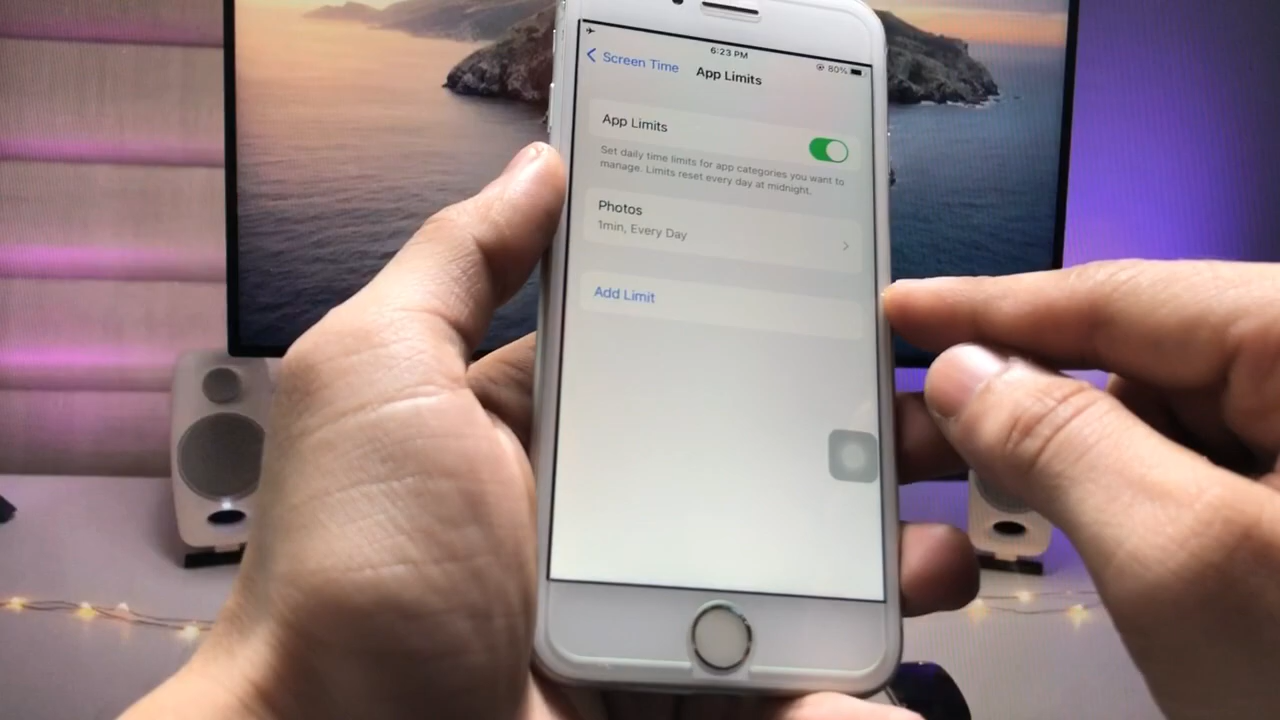 6:23 PM
80%
Screen Time
App Limits
App Limits
Set daily time limits for app categories you want to
manage. Limits reset every day at midnight.
Photos
1min, Every Day
Add Limit